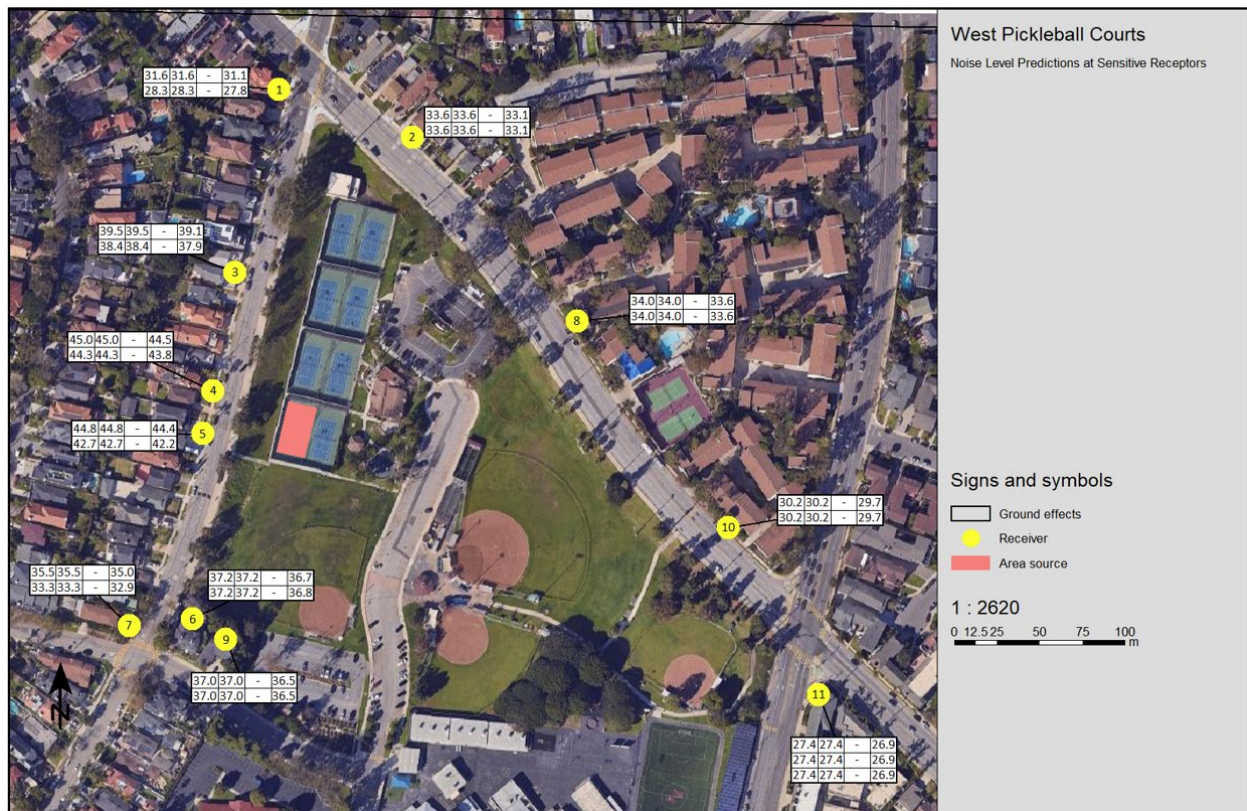 West Pickleball Courts
Noise Level Predictions at Sensitive Receptors
31.6 31.6 - 31.1
28.3 28.3 - 27.8
1
33.6 33.6 - 33.1
33.6 33.6 - 33.1
2
39.5 39.5 - 39.1
38.4 38.4 - 37.9
3
34.0 34.0 - 33.6
34.0 34.0 - 33.6
8
45.0 45.0 - 44.5
44.3 44.3 - 43.8
4
44.8 44.8 - 44.4
42.7 42.7 - 42.2
5
30.2 30.2 - 29.7
30.2 30.2 - 29.7
10
35.5 35.5 - 35.0
33.3 33.3 - 32.9
7
37.2 37.2 - 36.7
37.2 37.2 - 36.8
6
9
37.0 37.0 - 36.5
37.0 37.0 - 36.5
11
27.4 27.4 - 26.9
27.4 27.4 - 26.9
27.4 27.4 - 26.9
N
Signs and symbols
Ground effects
Receiver
Area source
1 : 2620
0 12.5 25 50 75 100
m